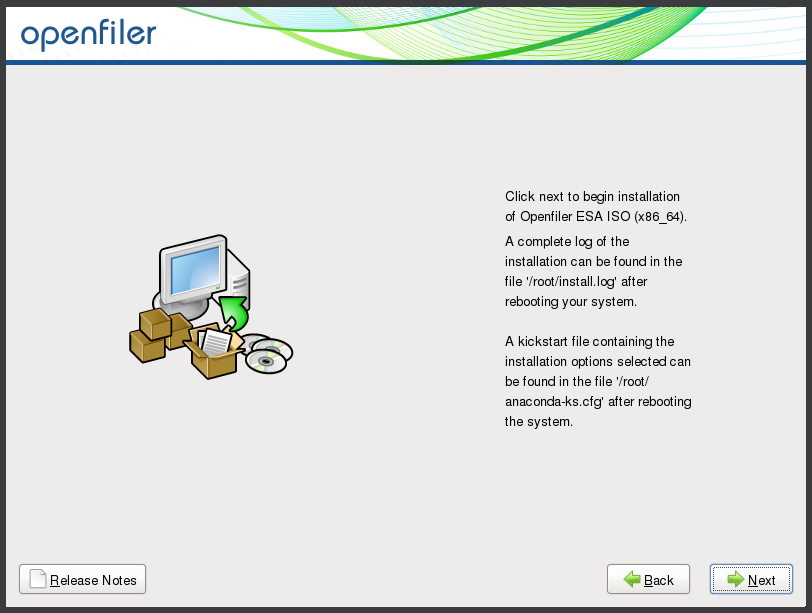 openfiler
Click next to begin installation
of Openfiler ESA ISO (x86_64).
A complete log of the
installation can be found in the
file '/root/install.log' after
rebooting your system.
A kickstart file containing the
installation options selected can
be found in the file '/root/
anaconda-ks.cfg' after rebooting
the system.
Release Notes
Back
Next